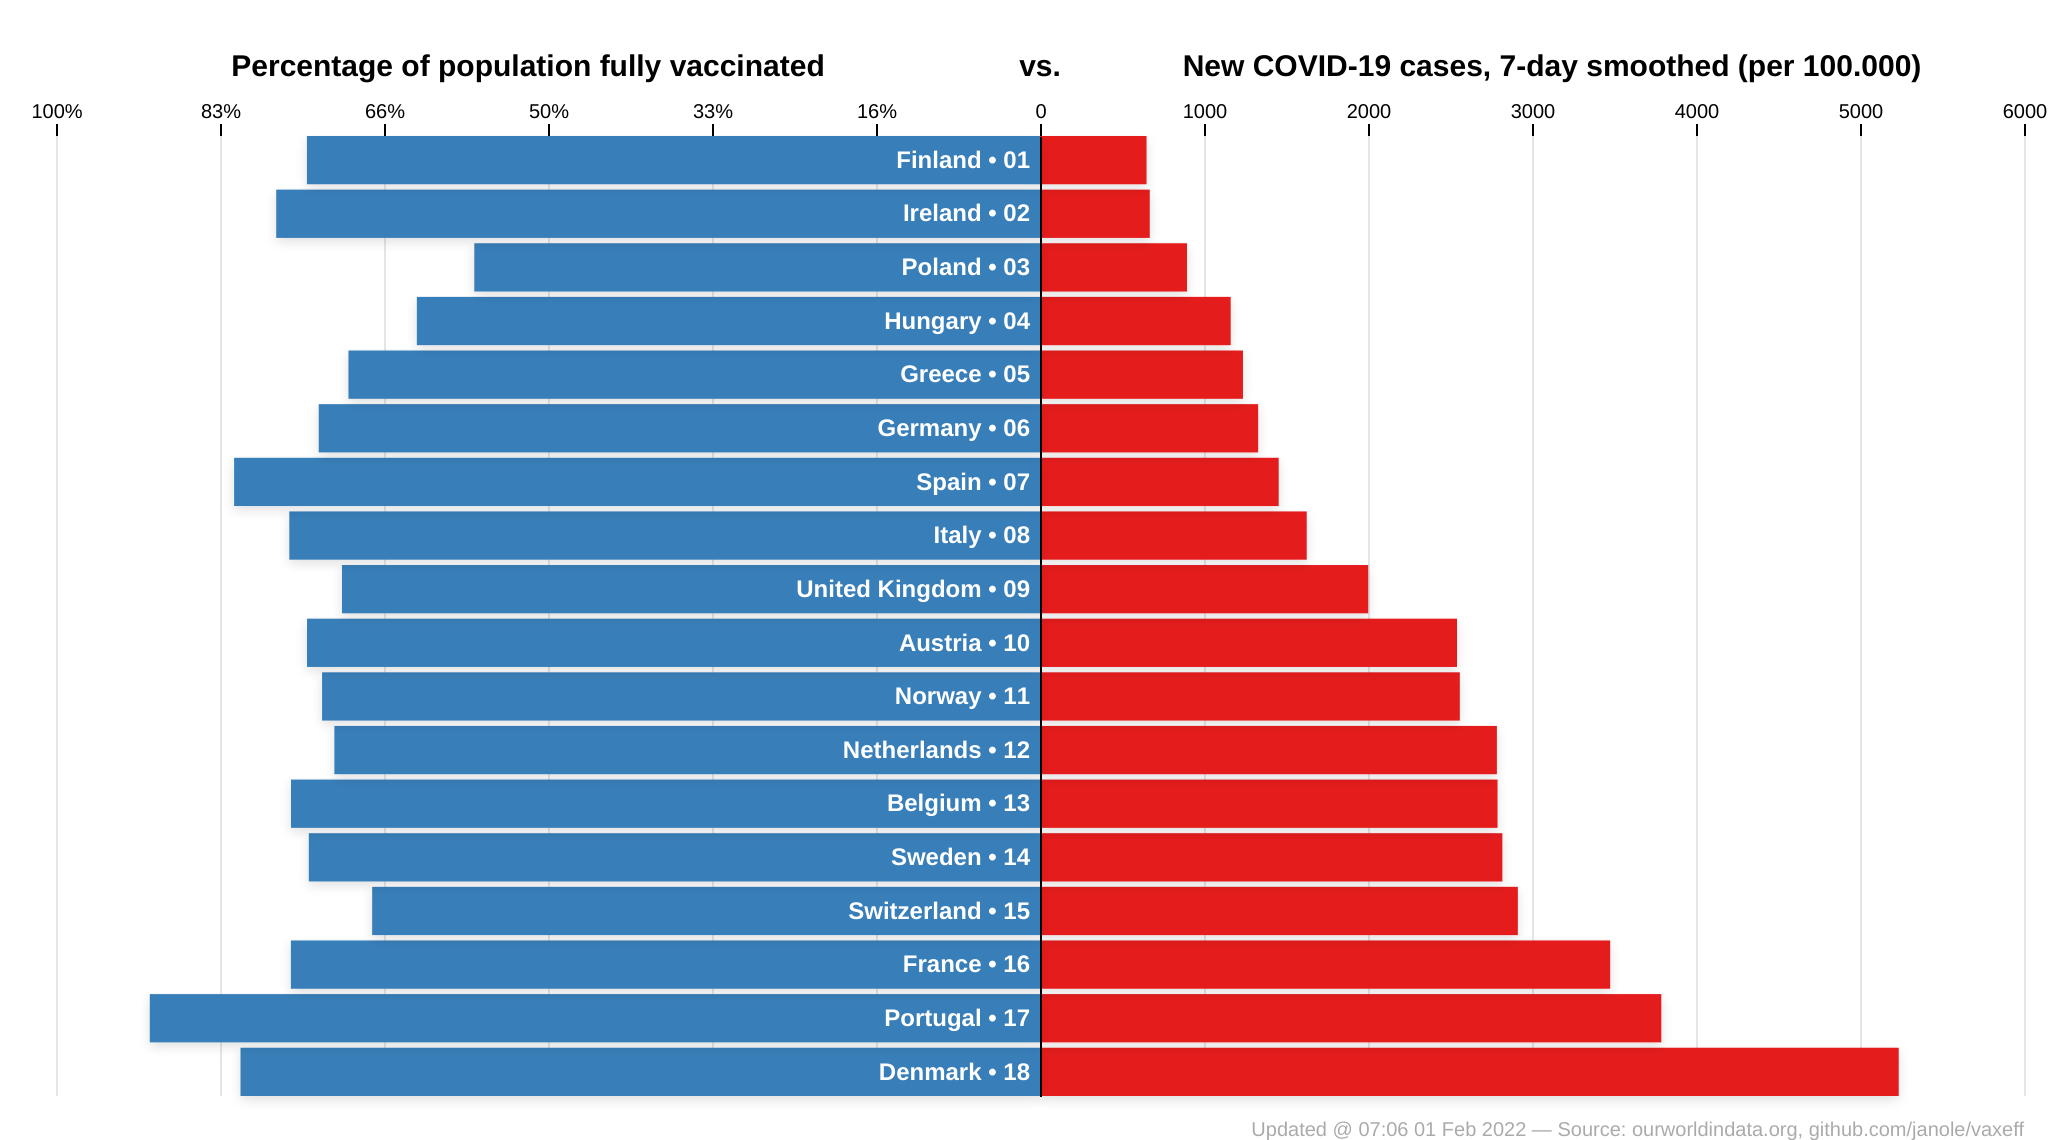 Percentage of population fully vaccinated vs. New COVID-19 cases, 7-day smoothed (per 100.000)
100% 83% 66% 50% 33% 16% 0 1000 2000 3000 4000 5000 6000
Finland • 01
Ireland • 02
Poland • 03
Hungary • 04
Greece • 05
Germany • 06
Spain • 07
Italy • 08
United Kingdom • 09
Austria • 10
Norway • 11
Netherlands • 12
Belgium • 13
Sweden • 14
Switzerland • 15
France • 16
Portugal • 17
Denmark • 18
Updated @ 07:06 01 Feb 2022 — Source: ourworldindata.org, github.com/janole/vaxeff